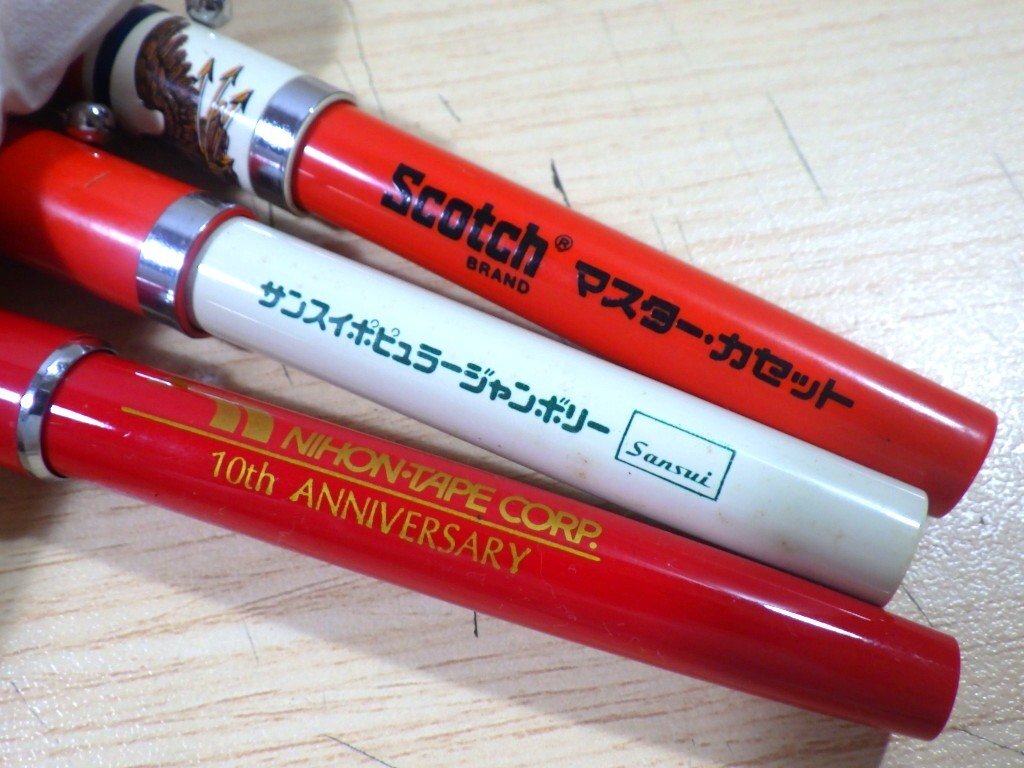 Scotch® マスター・カセット
BRAND
サンスイポピュラージャンボリー Sansui
NIHON-TAPE CORP.
10th ANNIVERSARY